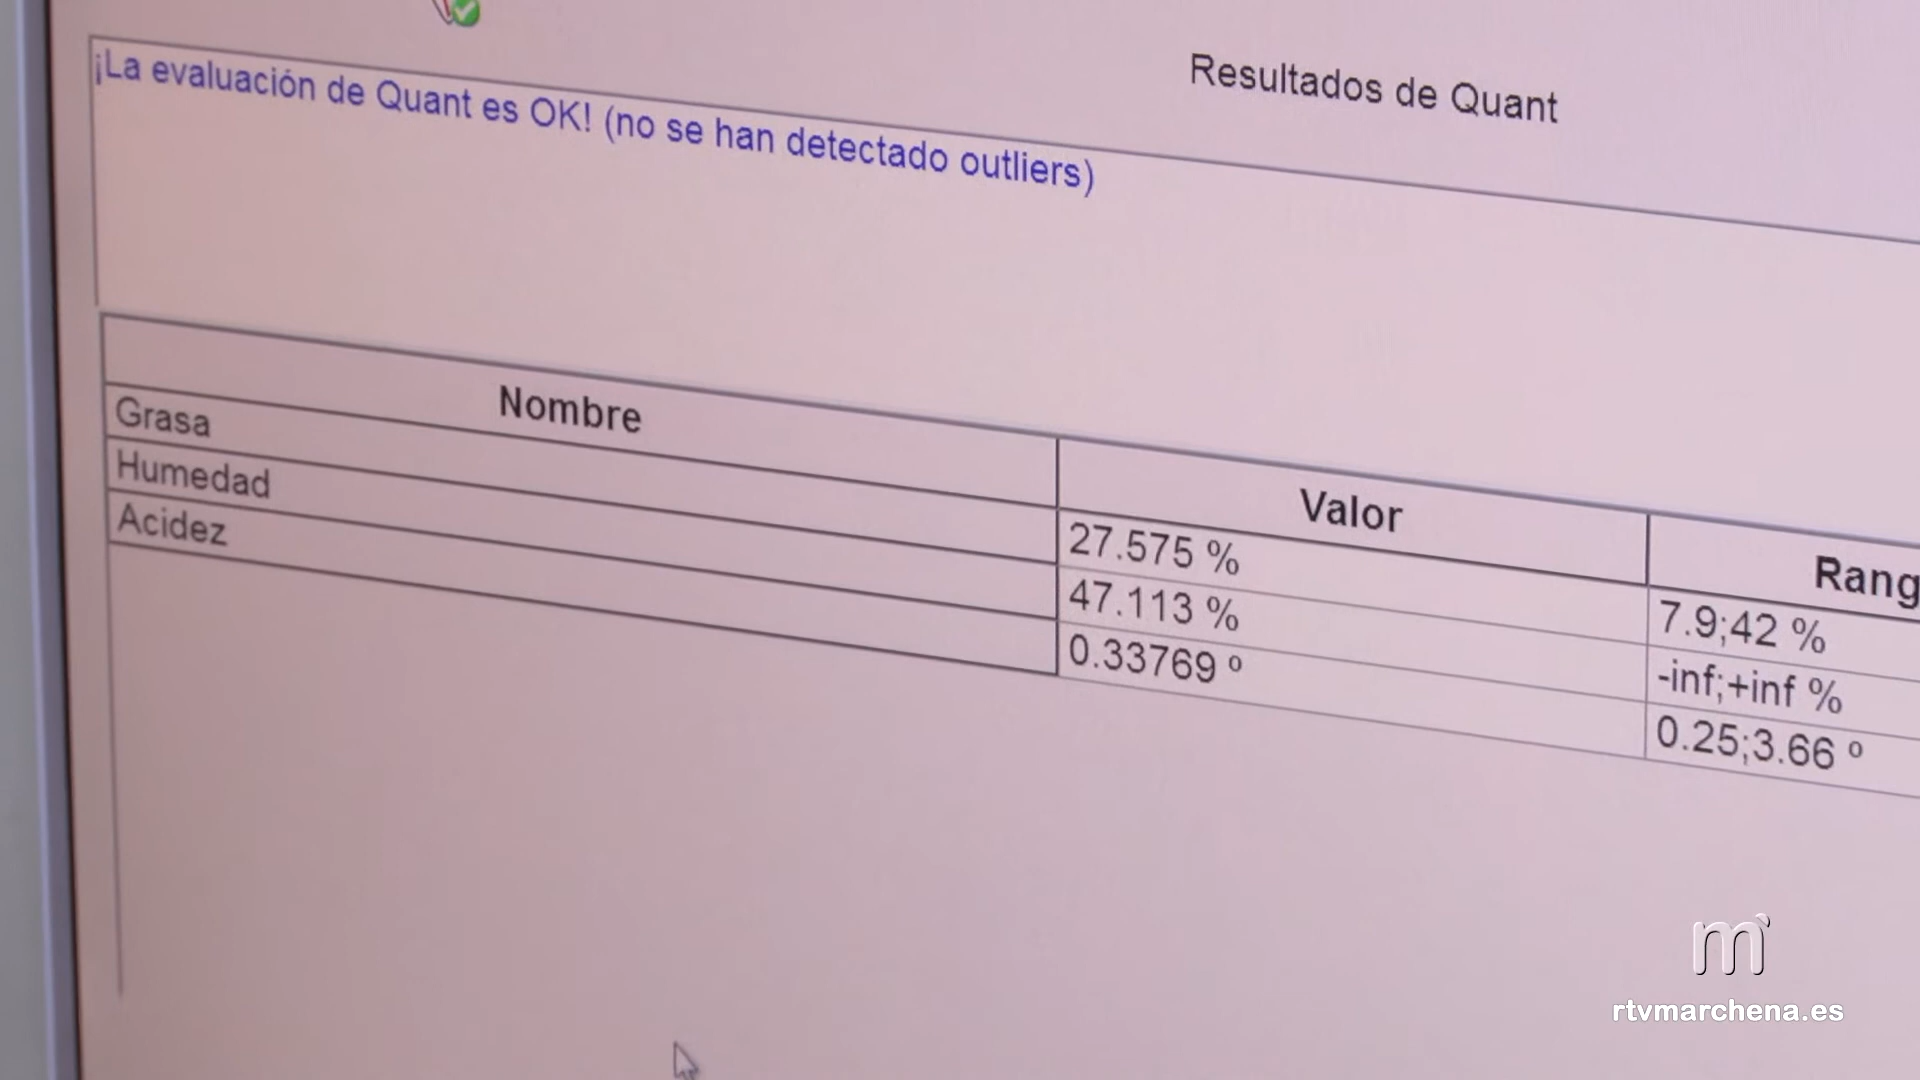 Resultados de Quant
¡La evaluación de Quant es OK! (no se han detectado outliers)
Nombre Valor Rang
Grasa 27.575 % 7.9;42 %
Humedad 47.113 % -inf;+inf %
Acidez 0.33769 º 0.25;3.66 º
m
rtvmarchena.es